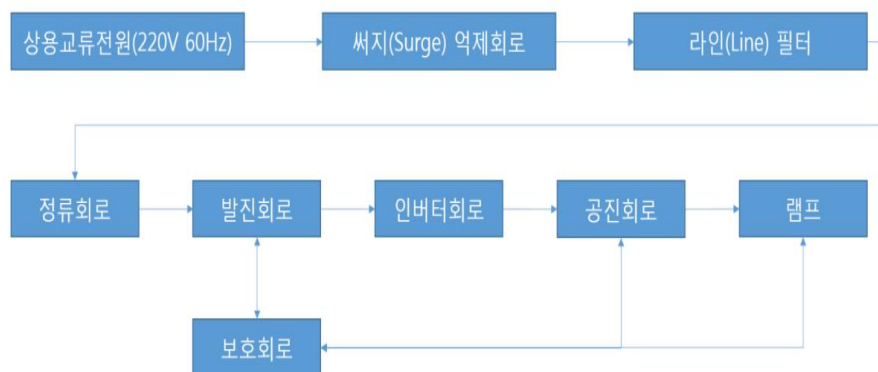 상용교류전원(220V 60Hz)
써지(Surge) 억제회로
라인(Line) 필터
정류회로
발진회로
인버터회로
공진회로
램프
보호회로